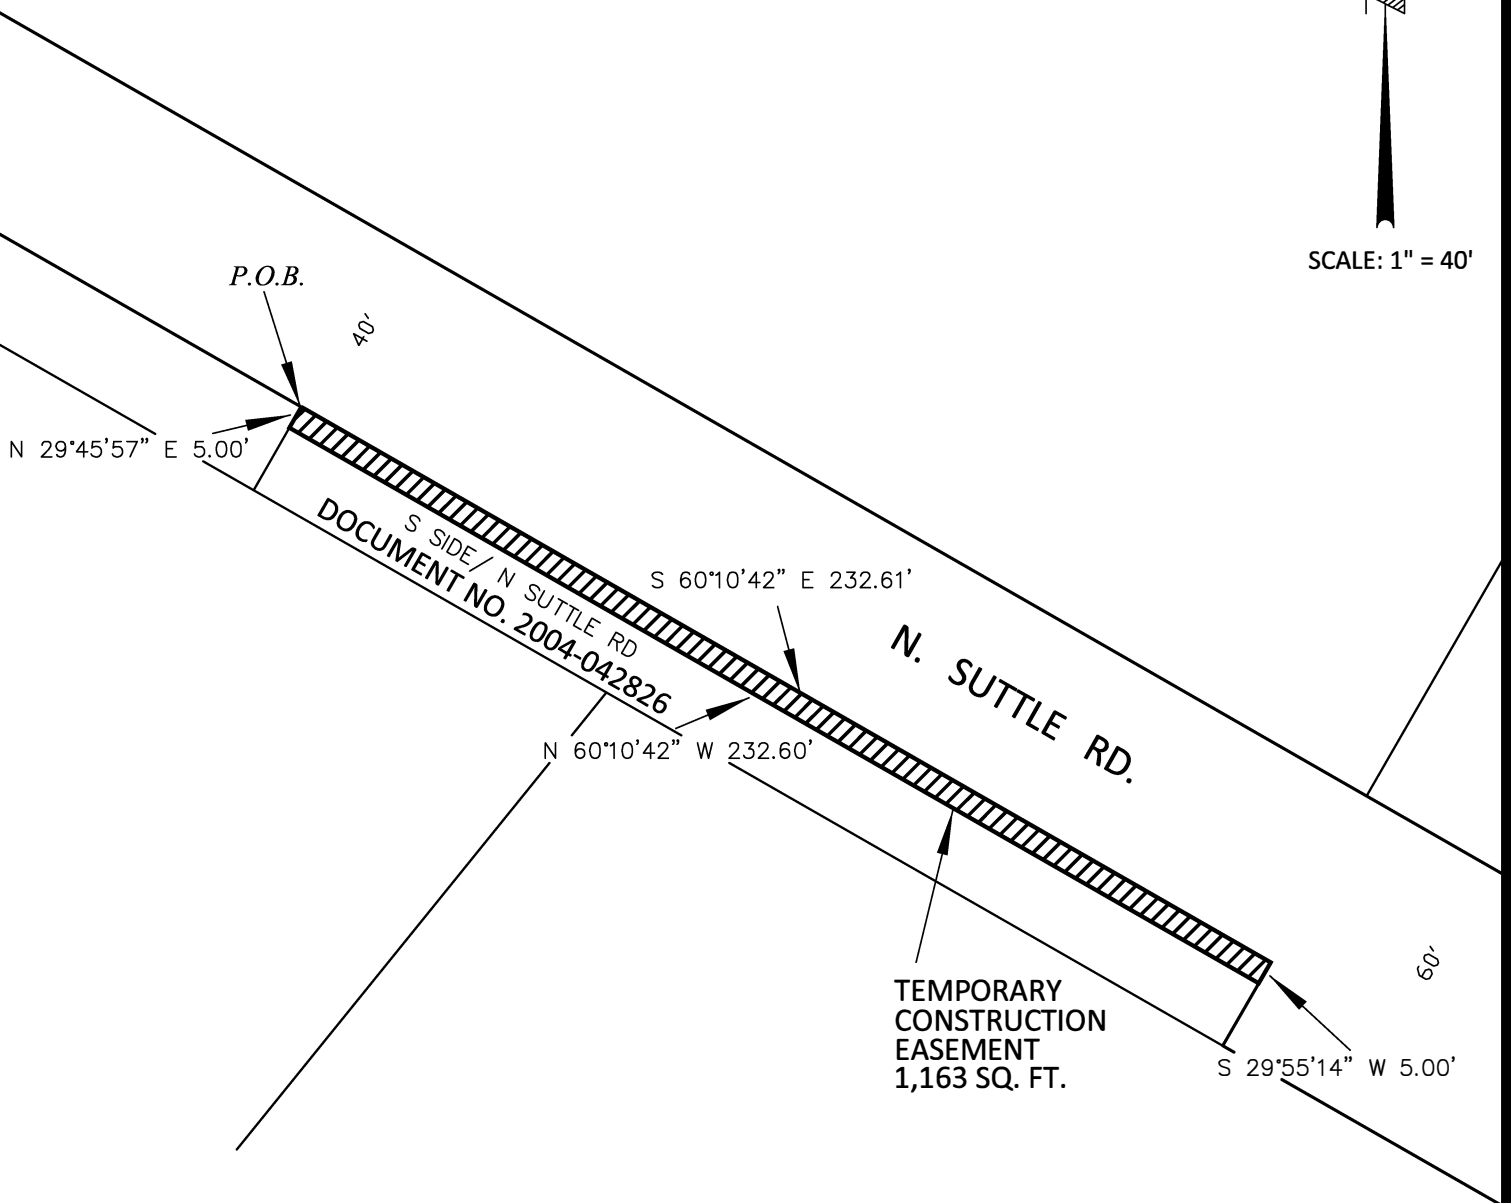 SCALE: 1" = 40'
P.O.B.
40'
N 29°45'57" E 5.00'
S SIDE/ N SUTTLE RD
DOCUMENT NO. 2004-042826
S 60°10'42" E 232.61'
N. SUTTLE RD.
N 60°10'42" W 232.60'
60'
TEMPORARY
CONSTRUCTION
EASEMENT
1,163 SQ. FT.
S 29°55'14" W 5.00'